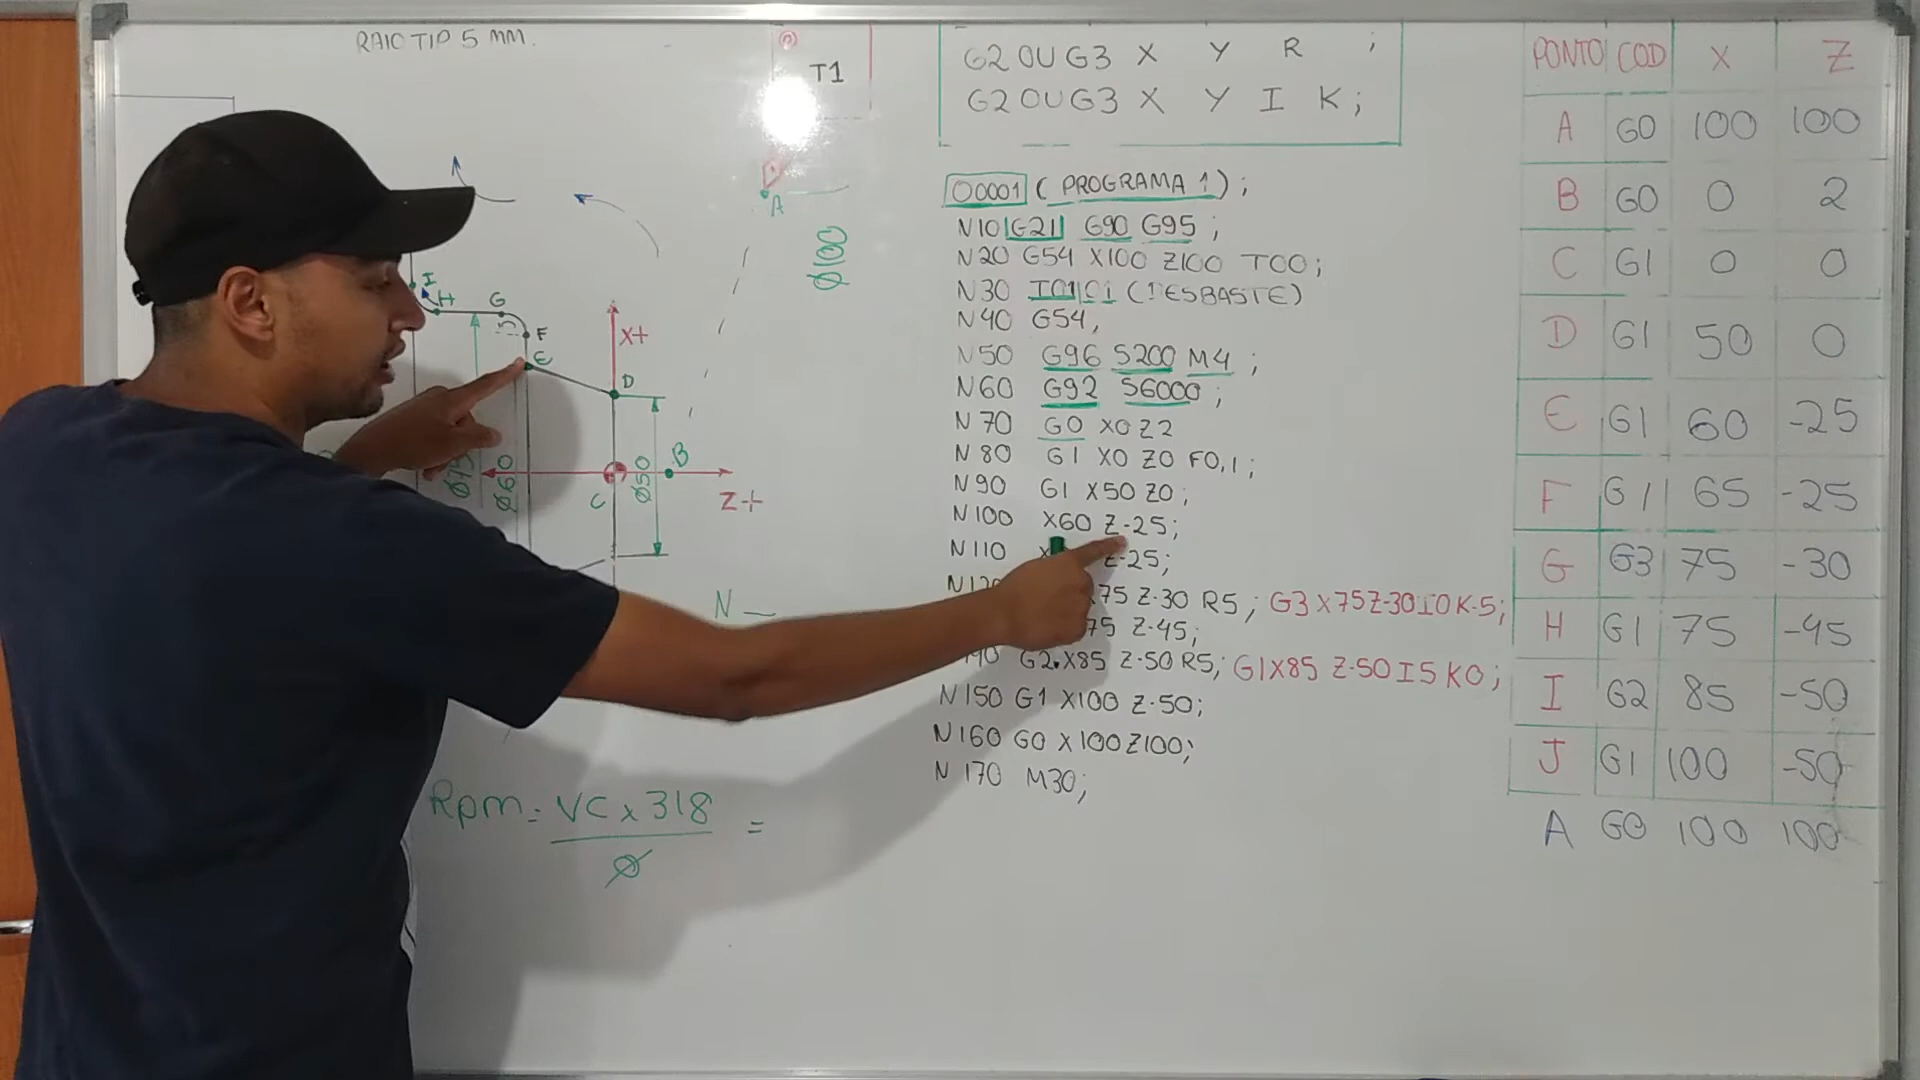 RAIO TIP 5 MM.
T1
A
Ø100
I
H
G
F
E
X+
D
B
C
Z+
Ø75
Ø60
Ø50
N __
Rpm = VC x 318 =
Ø
G2 OU G3 X Y R ;
G2 OU G3 X Y I K;
O0001 (PROGRAMA 1);
N10 G21 G90 G95;
N20 G54 X100 Z100 T00;
N30 T0101 (DESBASTE)
N40 G54,
N50 G96 S200 M4;
N60 G92 S6000;
N70 G0 X0 Z2
N80 G1 X0 Z0 F0,1;
N90 G1 X50 Z0;
N100 X60 Z-25;
N110 X Z-25;
N120 X75 Z-30 R5; G3 X75 Z-30 I0 K-5;
75 Z-45;
G2.X85 Z-50 R5; G1X85 Z-50 I5 K0;
N150 G1 X100 Z-50;
N160 G0 X100 Z100;
N170 M30;
PONTO COD X Z
A G0 100 100
B G0 0 2
C G1 0 0
D G1 50 0
E G1 60 -25
F G1 65 -25
G G3 75 -30
H G1 75 -45
I G2 85 -50
J G1 100 -50
A G0 100 100